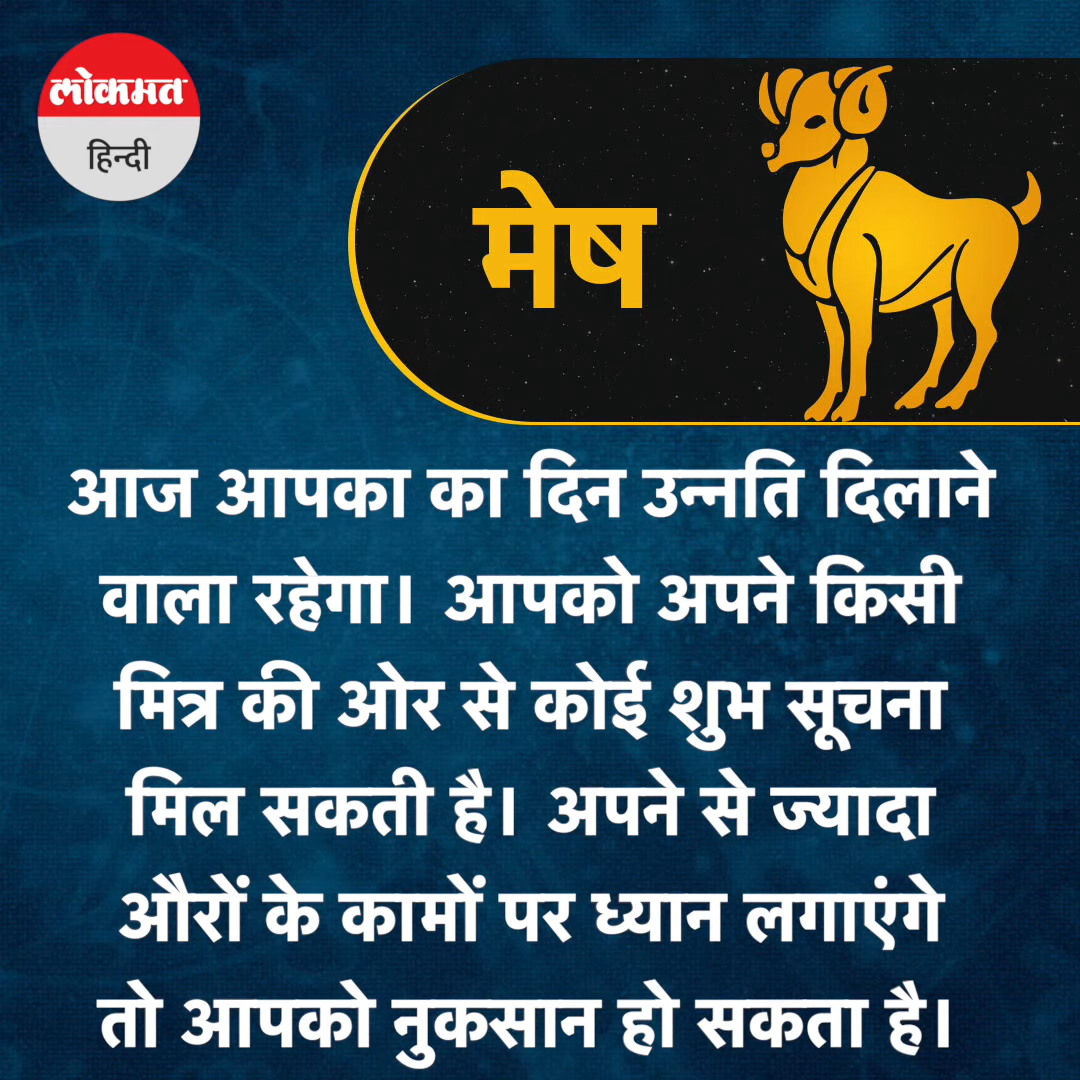 लोकमत
हिन्दी
मेष
आज आपका का दिन उन्नति दिलाने
वाला रहेगा। आपको अपने किसी
मित्र की ओर से कोई शुभ सूचना
मिल सकती है। अपने से ज्यादा
औरों के कामों पर ध्यान लगाएंगे
तो आपको नुकसान हो सकता है।